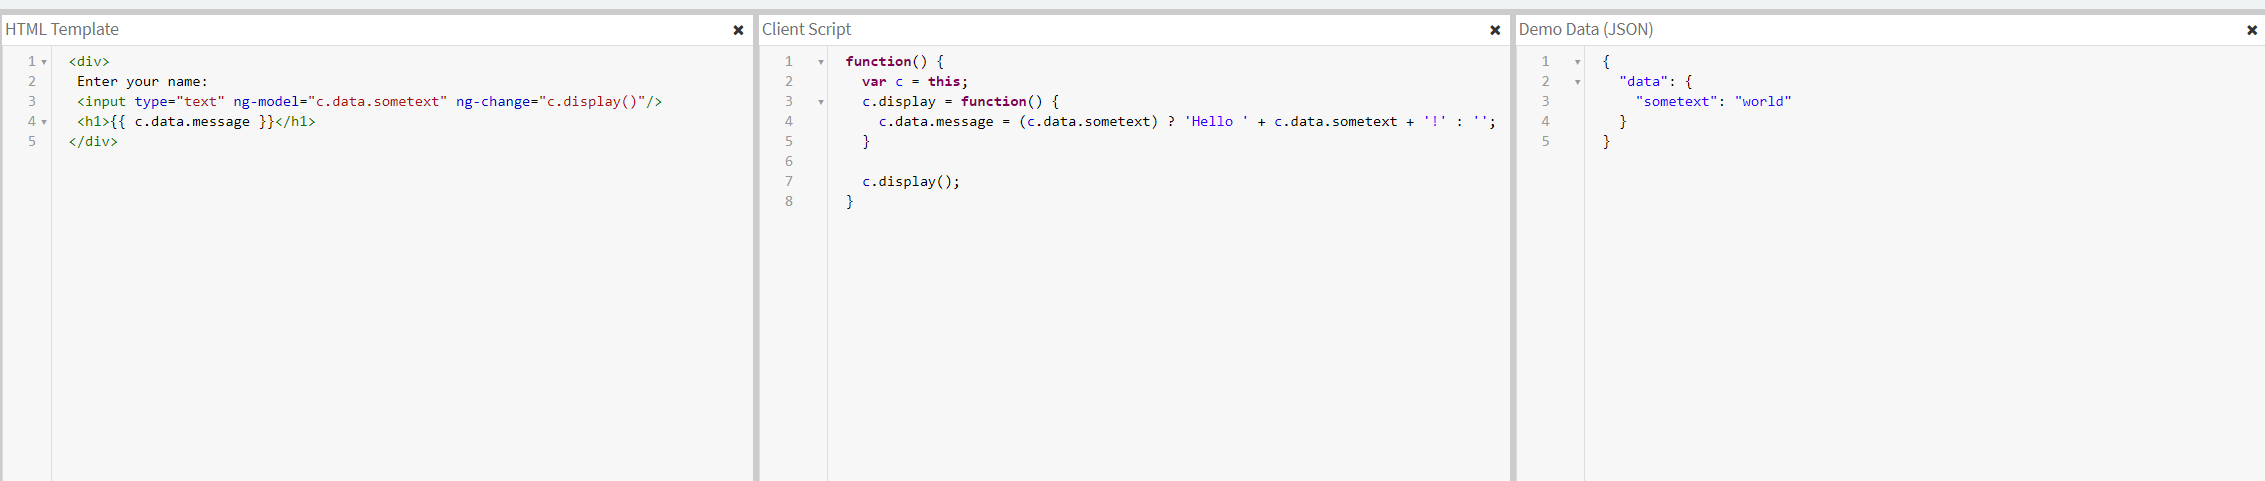 HTML Template
1 <div>
2 Enter your name:
3 <input type="text" ng-model="c.data.sometext" ng-change="c.display()"/>
4 <h1>{{ c.data.message }}</h1>
5 </div>
Client Script
1 function() {
2 var c = this;
3 c.display = function() {
4 c.data.message = (c.data.sometext) ? 'Hello ' + c.data.sometext + '!' : '';
5 }
6
7 c.display();
8 }
Demo Data (JSON)
1 {
2 "data": {
3 "sometext": "world"
4 }
5 }